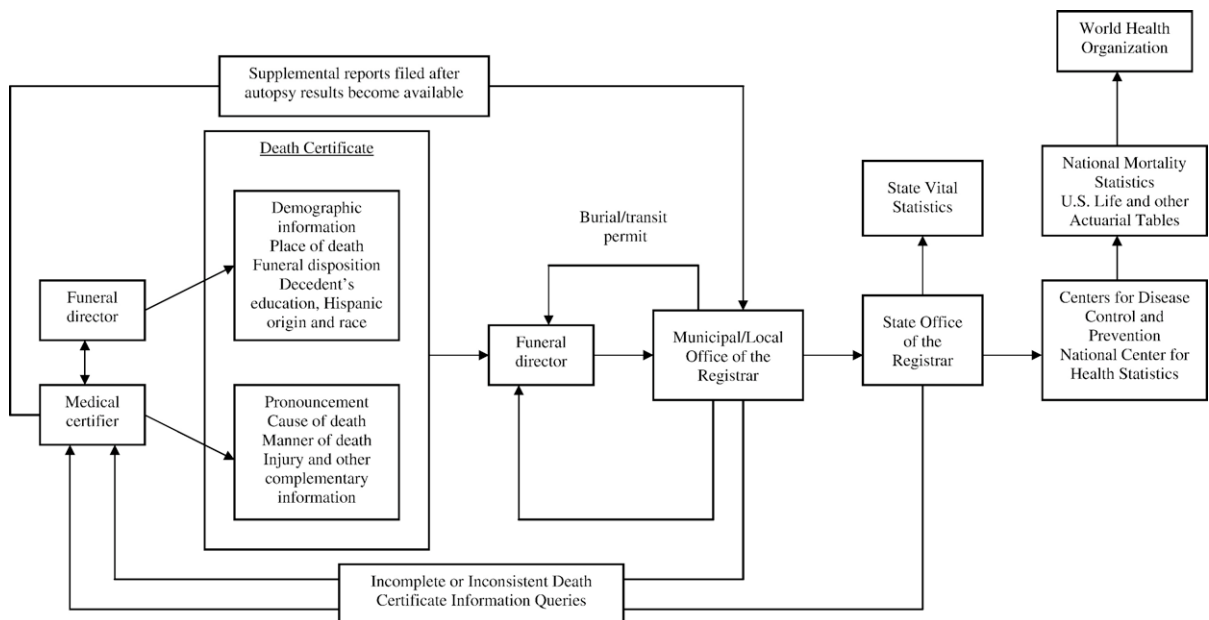 World Health
Organization
Supplemental reports filed after
autopsy results become available
Death Certificate
Demographic
information
Place of death
Funeral disposition
Decedent's
education, Hispanic
origin and race
Funeral
director
Medical
certifier
Pronouncement
Cause of death
Manner of death
Injury and other
complementary
information
Burial/transit
permit
Funeral
director
Municipal/Local
Office of the
Registrar
State Vital
Statistics
State Office
of the
Registrar
National Mortality
Statistics
U.S. Life and other
Actuarial Tables
Centers for Disease
Control and
Prevention
National Center for
Health Statistics
Incomplete or Inconsistent Death
Certificate Information Queries